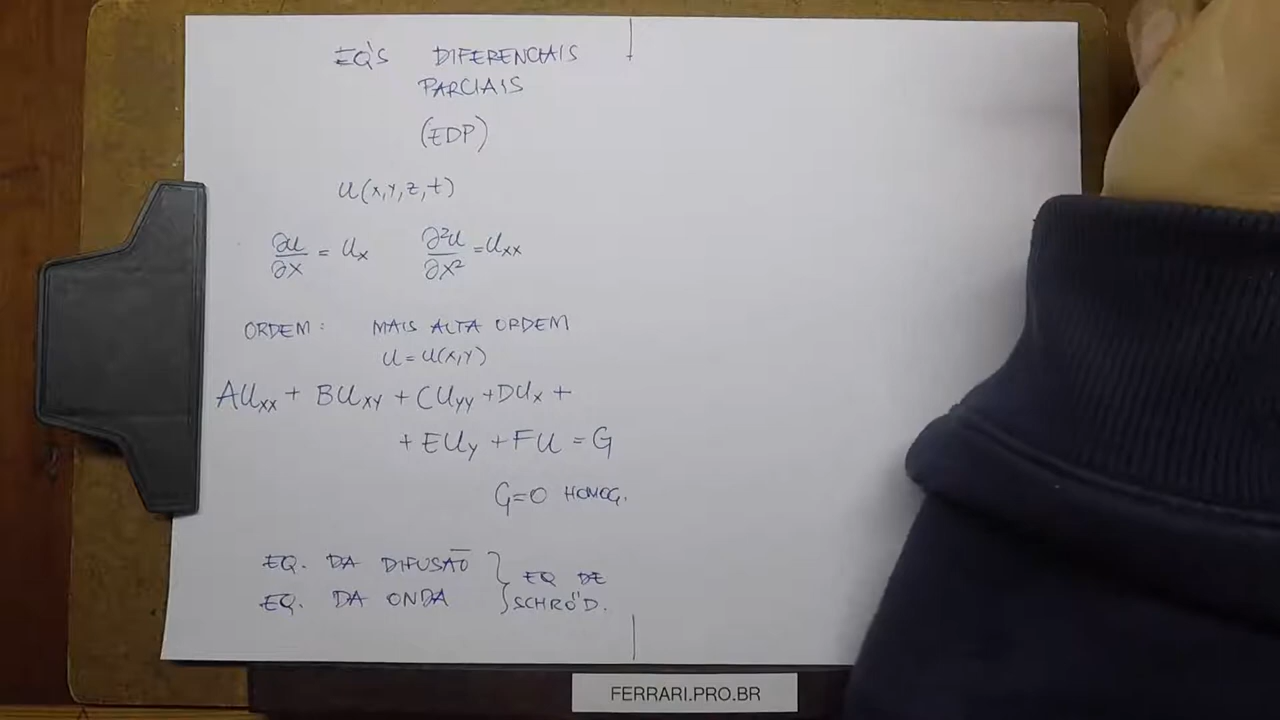 EQ'S DIFERENCIAIS
PARCIAIS
(EDP)
U(x,y,z,t)
∂U/∂x = Ux ∂²U/∂x² = Uxx
ORDEM: MAIS ALTA ORDEM
U = U(x,y)
AUxx + BUxy + CUyy + DUx +
+ EUy + FU = G
G=0 HOMOG.
EQ. DA DIFUSÃO } EQ DE
EQ. DA ONDA } SCHRÖD.
FERRARI.PRO.BR